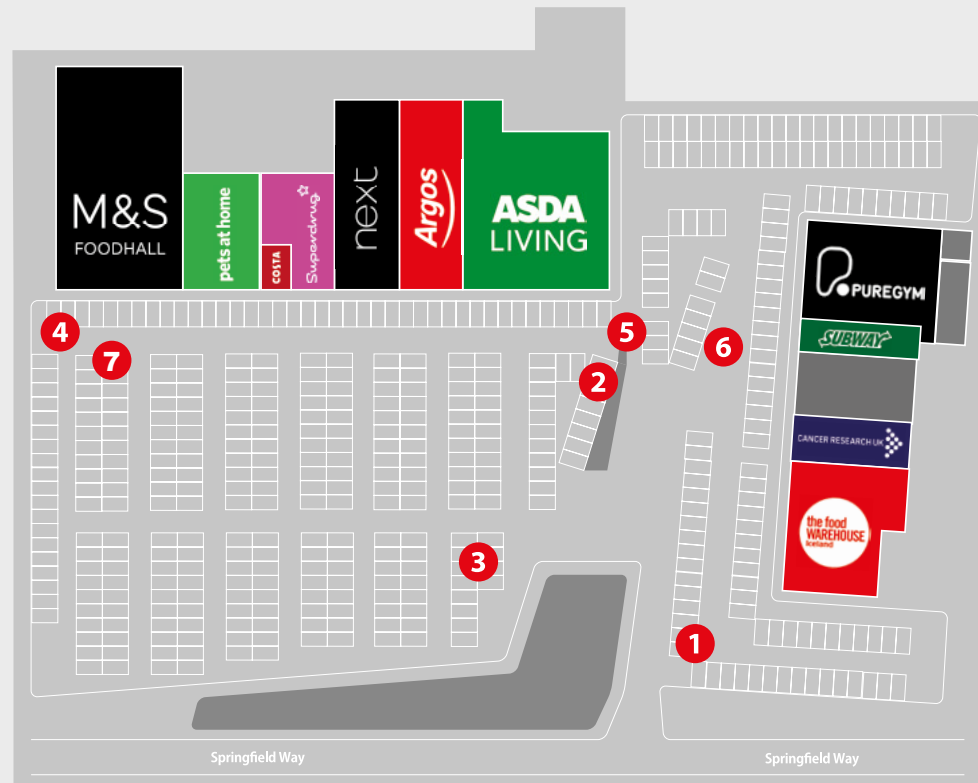 M&S
FOODHALL
pets at home
COSTA
Superdrug
next
Argos
ASDA
LIVING
PUREGYM
SUBWAY
CANCER RESEARCH UK
the food
WAREHOUSE
Iceland
4
7
5
2
6
3
1
Springfield Way
Springfield Way